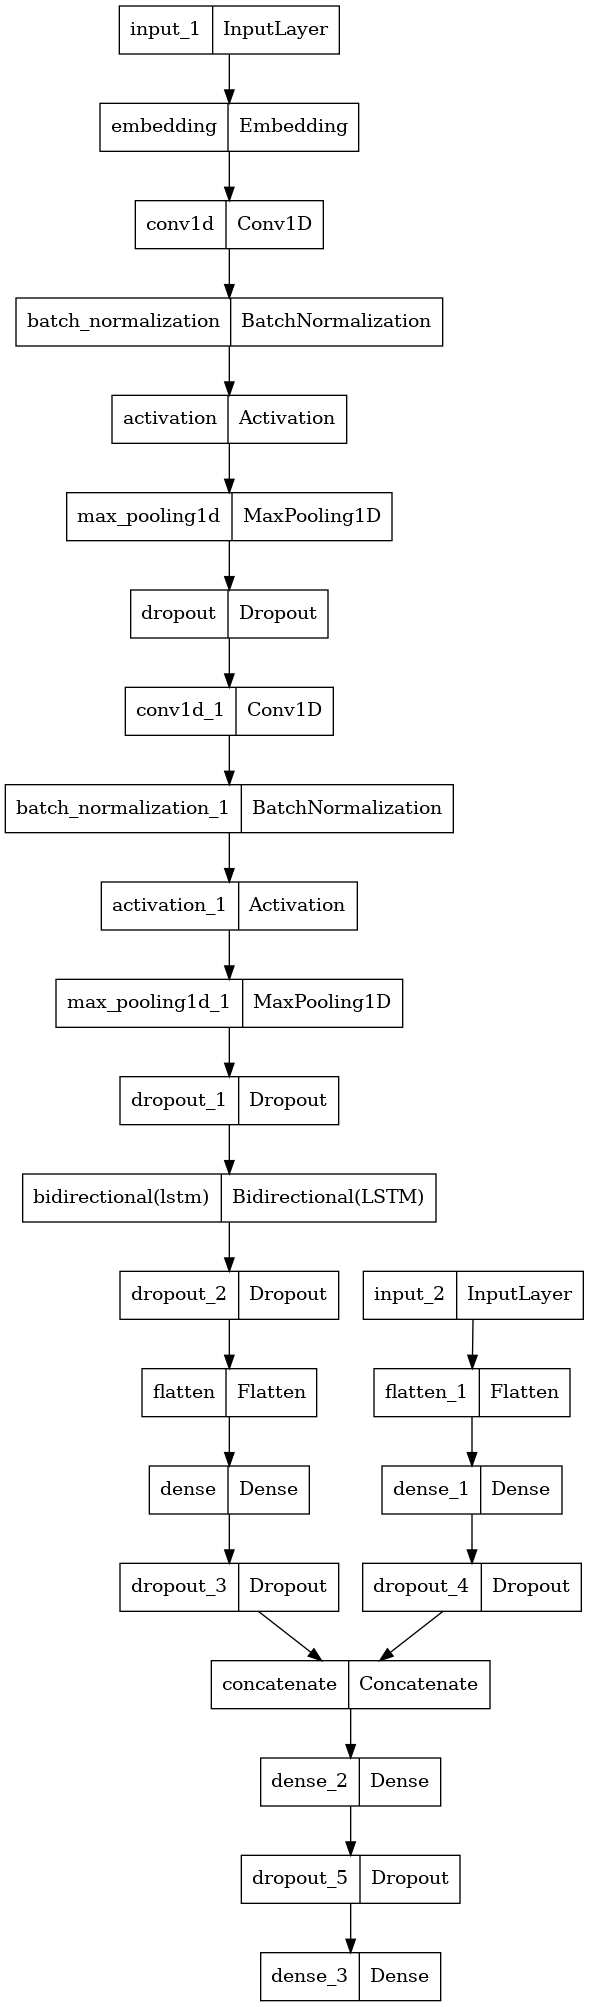 input_1 InputLayer
embedding Embedding
conv1d Conv1D
batch_normalization BatchNormalization
activation Activation
max_pooling1d MaxPooling1D
dropout Dropout
conv1d_1 Conv1D
batch_normalization_1 BatchNormalization
activation_1 Activation
max_pooling1d_1 MaxPooling1D
dropout_1 Dropout
bidirectional(lstm) Bidirectional(LSTM)
dropout_2 Dropout input_2 InputLayer
flatten Flatten flatten_1 Flatten
dense Dense dense_1 Dense
dropout_3 Dropout dropout_4 Dropout
concatenate Concatenate
dense_2 Dense
dropout_5 Dropout
dense_3 Dense